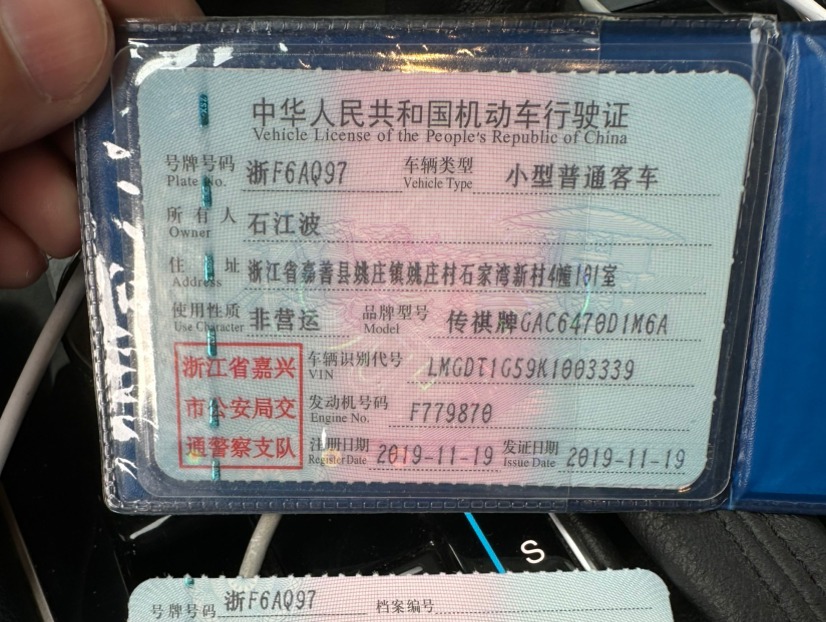 中华人民共和国机动车行驶证
Vehicle License of the People's Republic of China
号牌号码 浙F6AQ97 车辆类型 小型普通客车
Plate No. Vehicle Type
所有人 石江波
Owner
住址 浙江省嘉善县姚庄镇姚庄村石家湾新村4幢101室
Address
使用性质 非营运 品牌型号 传祺牌GAC6470D1M6A
Use Character Model
浙江省嘉兴 车辆识别代号 LMGDT1G59K1003339
VIN
市公安局交 发动机号码 F779870
Engine No.
通警察支队 注册日期 2019-11-19 发证日期 2019-11-19
Register Date Issue Date
S
号牌号码 浙F6AQ97 档案编号